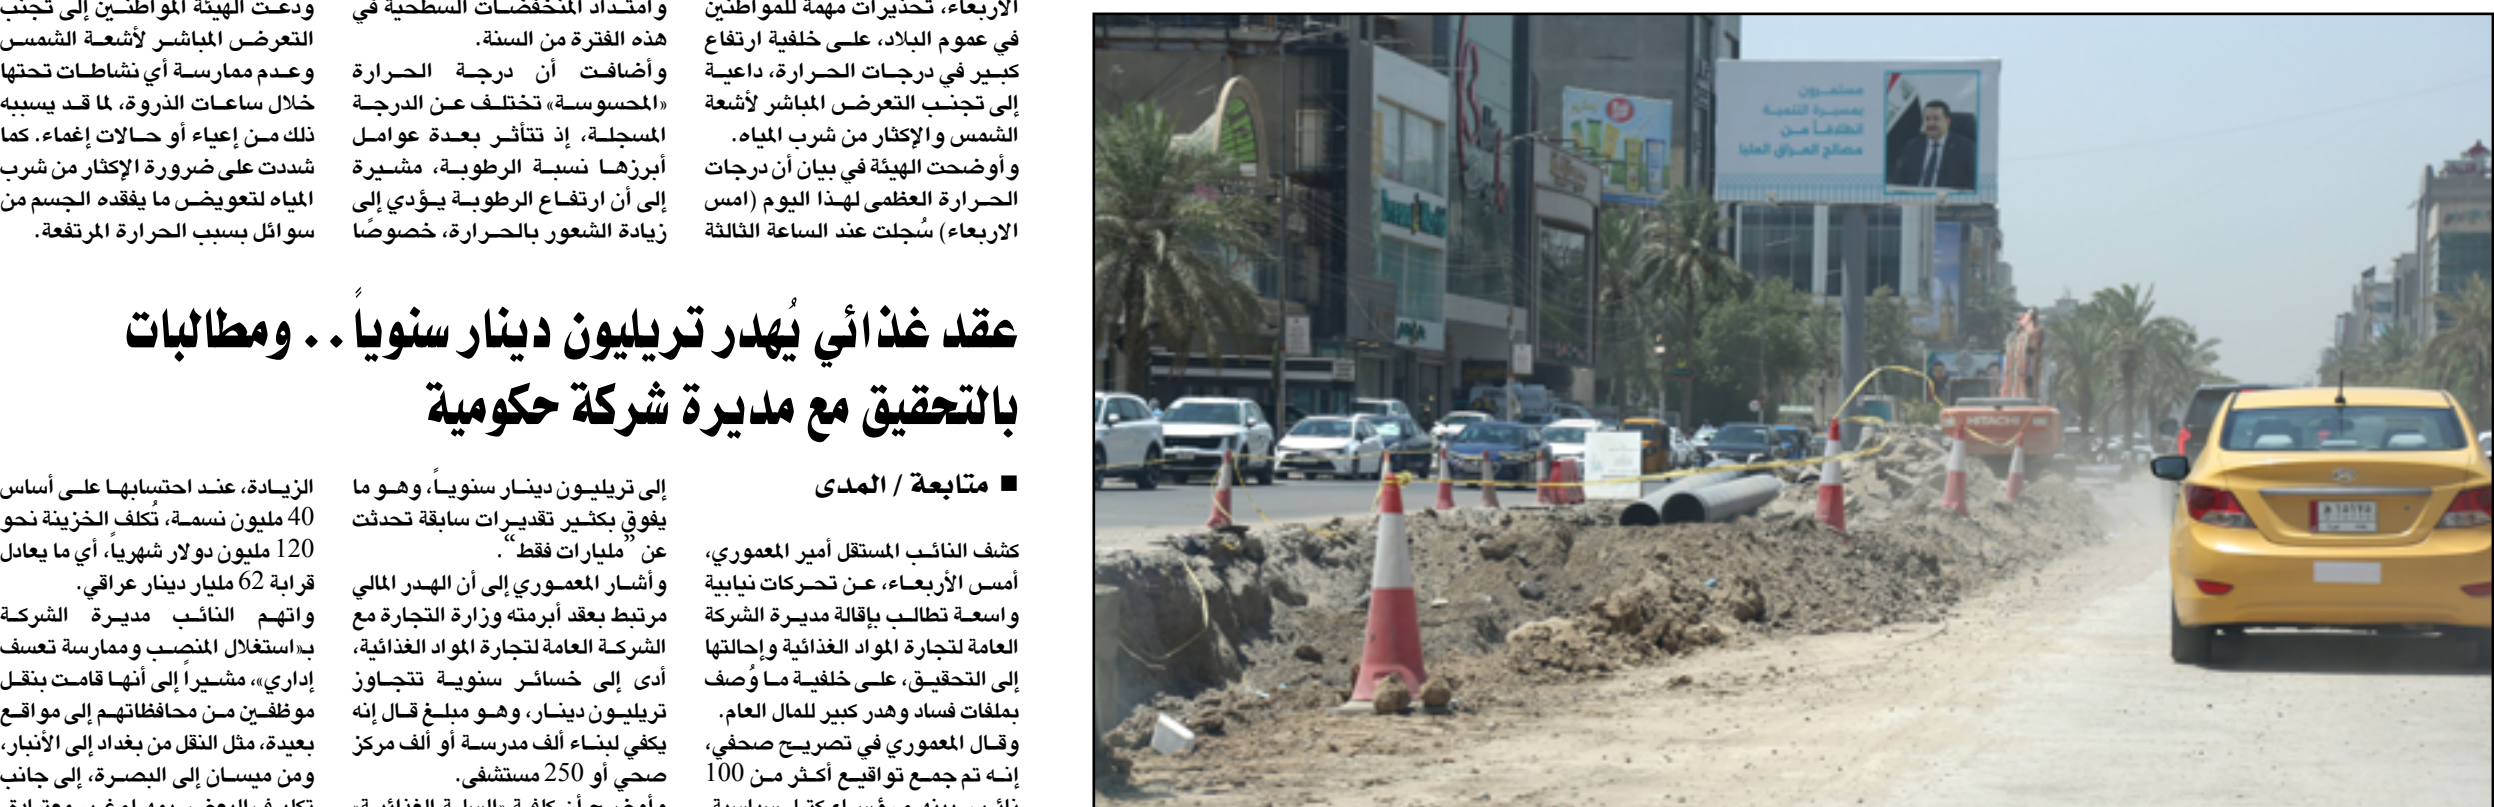 الأربعاء، تحذيرات مهمة للمواطنين
في عموم البلاد، على خلفية ارتفاع
كبير في درجات الحرارة، داعية
إلى تجنب التعرض المباشر لأشعة
الشمس والإكثار من شرب المياه.
وأوضحت الهيئة في بيان أن درجات
الحرارة العظمى لهذا اليوم (امس
الاربعاء) سُجلت عند الساعة الثالثة
وامتداد المنخفضات السطحية في
هذه الفترة من السنة.
وأضافت أن درجة الحرارة
«المحسوسة» تختلف عن الدرجة
المسجلة، إذ تتأثر بعدة عوامل
أبرزها نسبة الرطوبة، مشيرة
إلى أن ارتفاع الرطوبة يؤدي إلى
زيادة الشعور بالحرارة، خصوصًا
ودعت الهيئة المواطنين إلى تجنب
التعرض المباشر لأشعة الشمس
وعدم ممارسة أي نشاطات تحتها
خلال ساعات الذروة، لما قد يسببه
ذلك من إعياء أو حالات إغماء. كما
شددت على ضرورة الإكثار من شرب
المياه لتعويض ما يفقده الجسم من
سوائل بسبب الحرارة المرتفعة.
عقد غذائي يُهدر تريليون دينار سنوياً .. ومطالبات
بالتحقيق مع مديرة شركة حكومية
■ متابعة / المدى
كشف النائب المستقل أمير المعموري،
أمس الأربعاء، عن تحركات نيابية
واسعة تطالب بإقالة مديرة الشركة
العامة لتجارة المواد الغذائية وإحالتها
إلى التحقيق، على خلفية ما وُصف
بملفات فساد وهدر كبير للمال العام.
وقال المعموري في تصريح صحفي،
إنه تم جمع تواقيع أكثر من 100
إلى تريليون دينار سنوياً، وهو ما
يفوق بكثير تقديرات سابقة تحدثت
عن ”مليارات فقط“.
وأشار المعموري إلى أن الهدر المالي
مرتبط بعقد أبرمته وزارة التجارة مع
الشركة العامة لتجارة المواد الغذائية،
أدى إلى خسائر سنوية تتجاوز
تريليون دينار، وهو مبلغ قال إنه
يكفي لبناء ألف مدرسة أو ألف مركز
صحي أو 250 مستشفى.
الزيادة، عند احتسابها على أساس
40 مليون نسمة، تُكلف الخزينة نحو
120 مليون دولار شهرياً، أي ما يعادل
قرابة 62 مليار دينار عراقي.
واتهم النائب مديرة الشركة
بـ«استغلال المنصب وممارسة تعسف
إداري»، مشيراً إلى أنها قامت بنقل
موظفين من محافظاتهم إلى مواقع
بعيدة، مثل النقل من بغداد إلى الأنبار،
ومن ميسان إلى البصرة، إلى جانب
مستمرون
بمسيرة التنمية
انطلاقاً من
مصالح العراق العليا
HITACHI